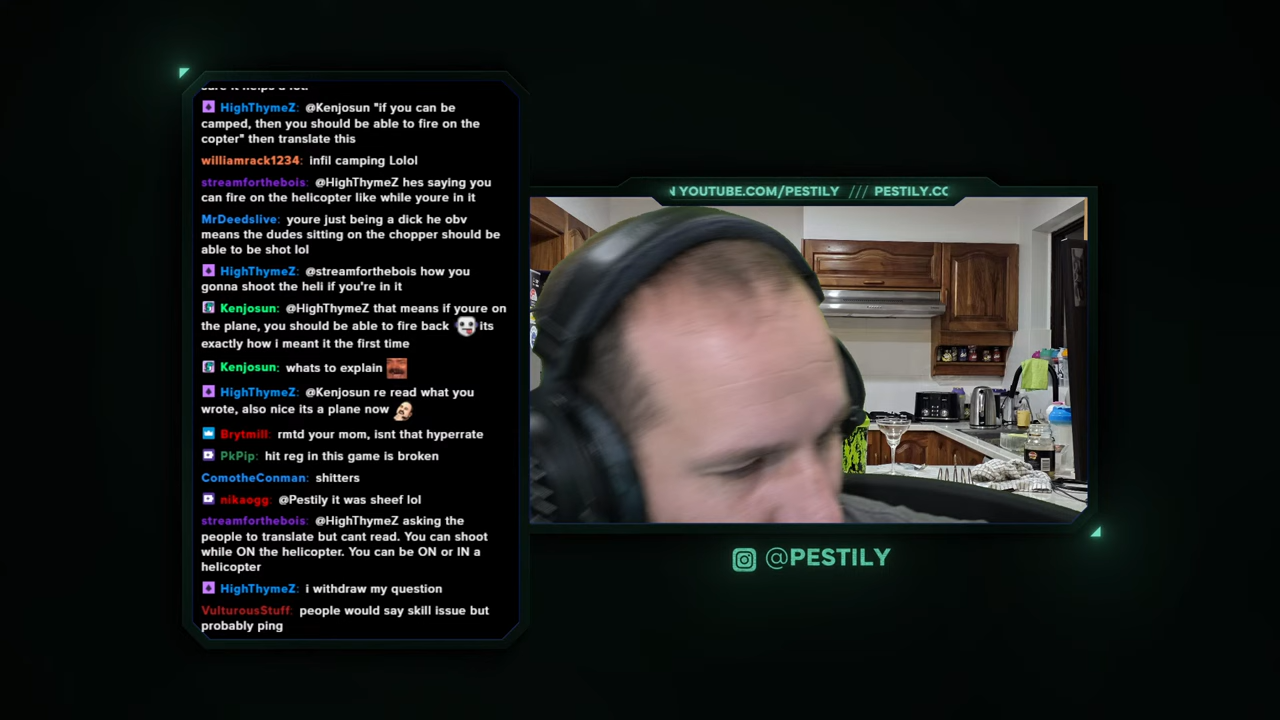 sure it helps a lot.
HighThymeZ: @Kenjosun "if you can be
camped, then you should be able to fire on the
copter" then translate this
williamrack1234: infil camping Lolol
streamforthebois: @HighThymeZ hes saying you
can fire on the helicopter like while youre in it
MrDeedslive: youre just being a dick he obv
means the dudes sitting on the chopper should be
able to be shot lol
HighThymeZ: @streamforthebois how you
gonna shoot the heli if you're in it
Kenjosun: @HighThymeZ that means if youre on
the plane, you should be able to fire back its
exactly how i meant it the first time
Kenjosun: whats to explain
HighThymeZ: @Kenjosun re read what you
wrote, also nice its a plane now
Brytmill: rmtd your mom, isnt that hyperrate
PkPip: hit reg in this game is broken
ComotheConman: shitters
nikaogg: @Pestily it was sheef lol
streamforthebois: @HighThymeZ asking the
people to translate but cant read. You can shoot
while ON the helicopter. You can be ON or IN a
helicopter
HighThymeZ: i withdraw my question
VulturousStuff: people would say skill issue but
probably ping
N YOUTUBE.COM/PESTILY /// PESTILY.CO
@PESTILY